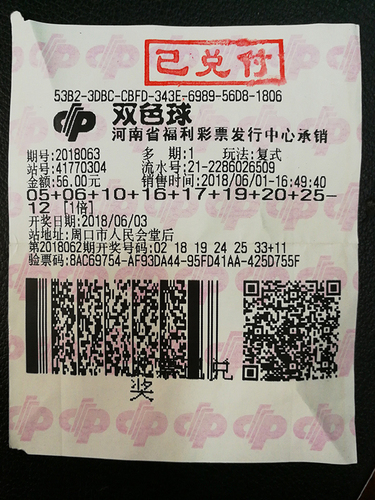 已兑付
53B2-3DBC-CBFD-343E-6989-56D8-1806
双色球
河南省福利彩票发行中心承销
期号:2018063 多 期:1 玩法:复式
站号:41770304 流水号:21-2286026509
金额:56.00元 销售时间:2018/06/01-16:49:40
05+06+10+16+17+19+20+25-
12 [1倍]
开奖日期:2018/06/03
站地址:周口市人民会堂后
第2018062期开奖号码:02 18 19 24 25 33+11
验票码:8AC69754-AF93DA44-95FD41AA-425D755F
兑
奖